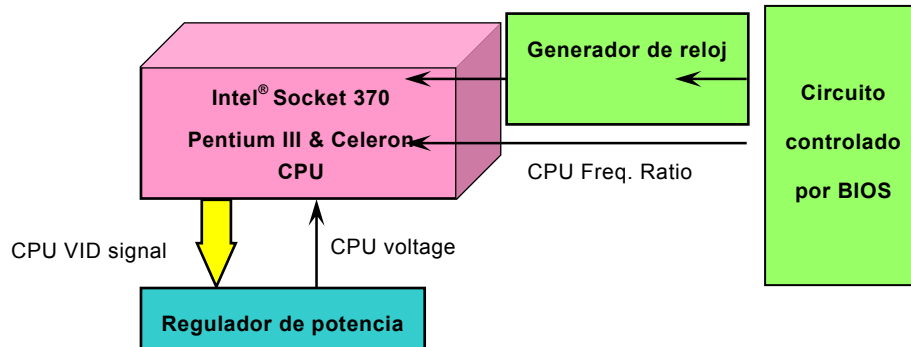 Generador de reloj
Intel® Socket 370
Pentium III & Celeron
CPU
Circuito
controlado
por BIOS
CPU Freq. Ratio
CPU VID signal
CPU voltage
Regulador de potencia